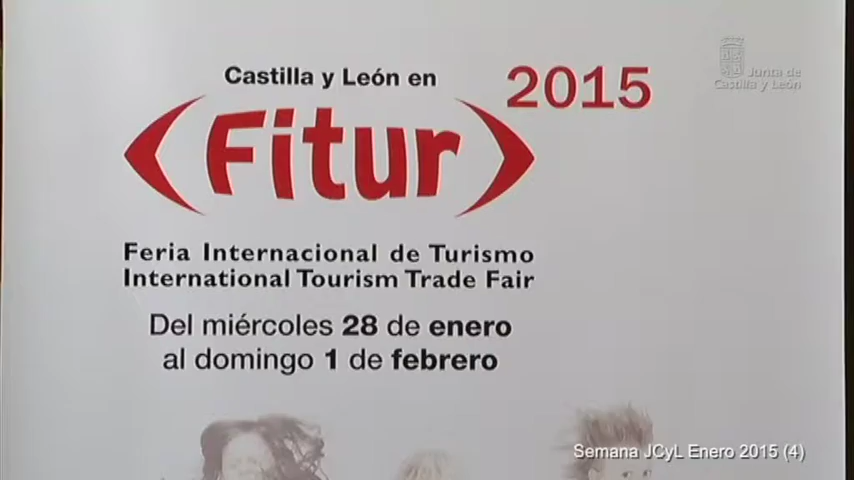 Castilla y León en
2015
Fitur
Junta de
Castilla y León
Feria Internacional de Turismo
International Tourism Trade Fair
Del miércoles 28 de enero
al domingo 1 de febrero
Semana JCyL Enero 2015 (4)